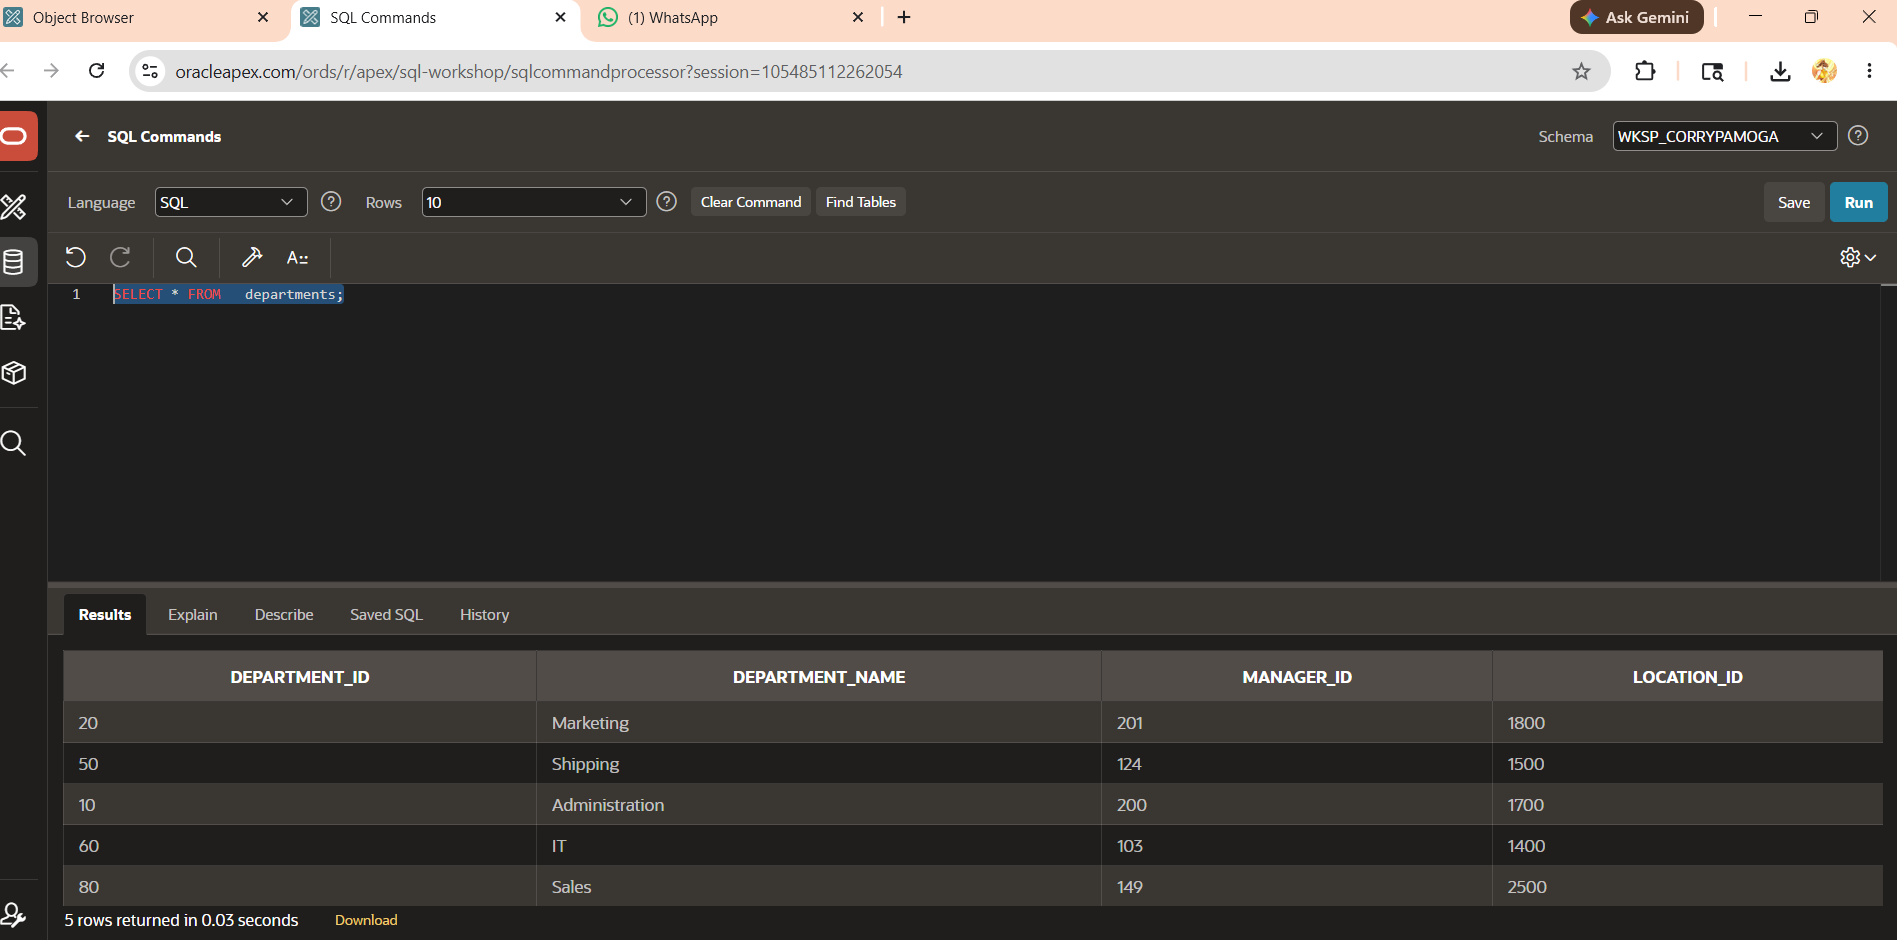 Object Browser
SQL Commands
(1) WhatsApp
Ask Gemini
oracleapex.com/ords/r/apex/sql-workshop/sqlcommandprocessor?session=105485112262054
SQL Commands
Schema WKSP_CORRYPAMOGA
Language SQL Rows 10 Clear Command Find Tables Save Run
A::
1 SELECT * FROM departments;
Results Explain Describe Saved SQL History
DEPARTMENT_ID DEPARTMENT_NAME MANAGER_ID LOCATION_ID
20 Marketing 201 1800
50 Shipping 124 1500
10 Administration 200 1700
60 IT 103 1400
80 Sales 149 2500
5 rows returned in 0.03 seconds Download